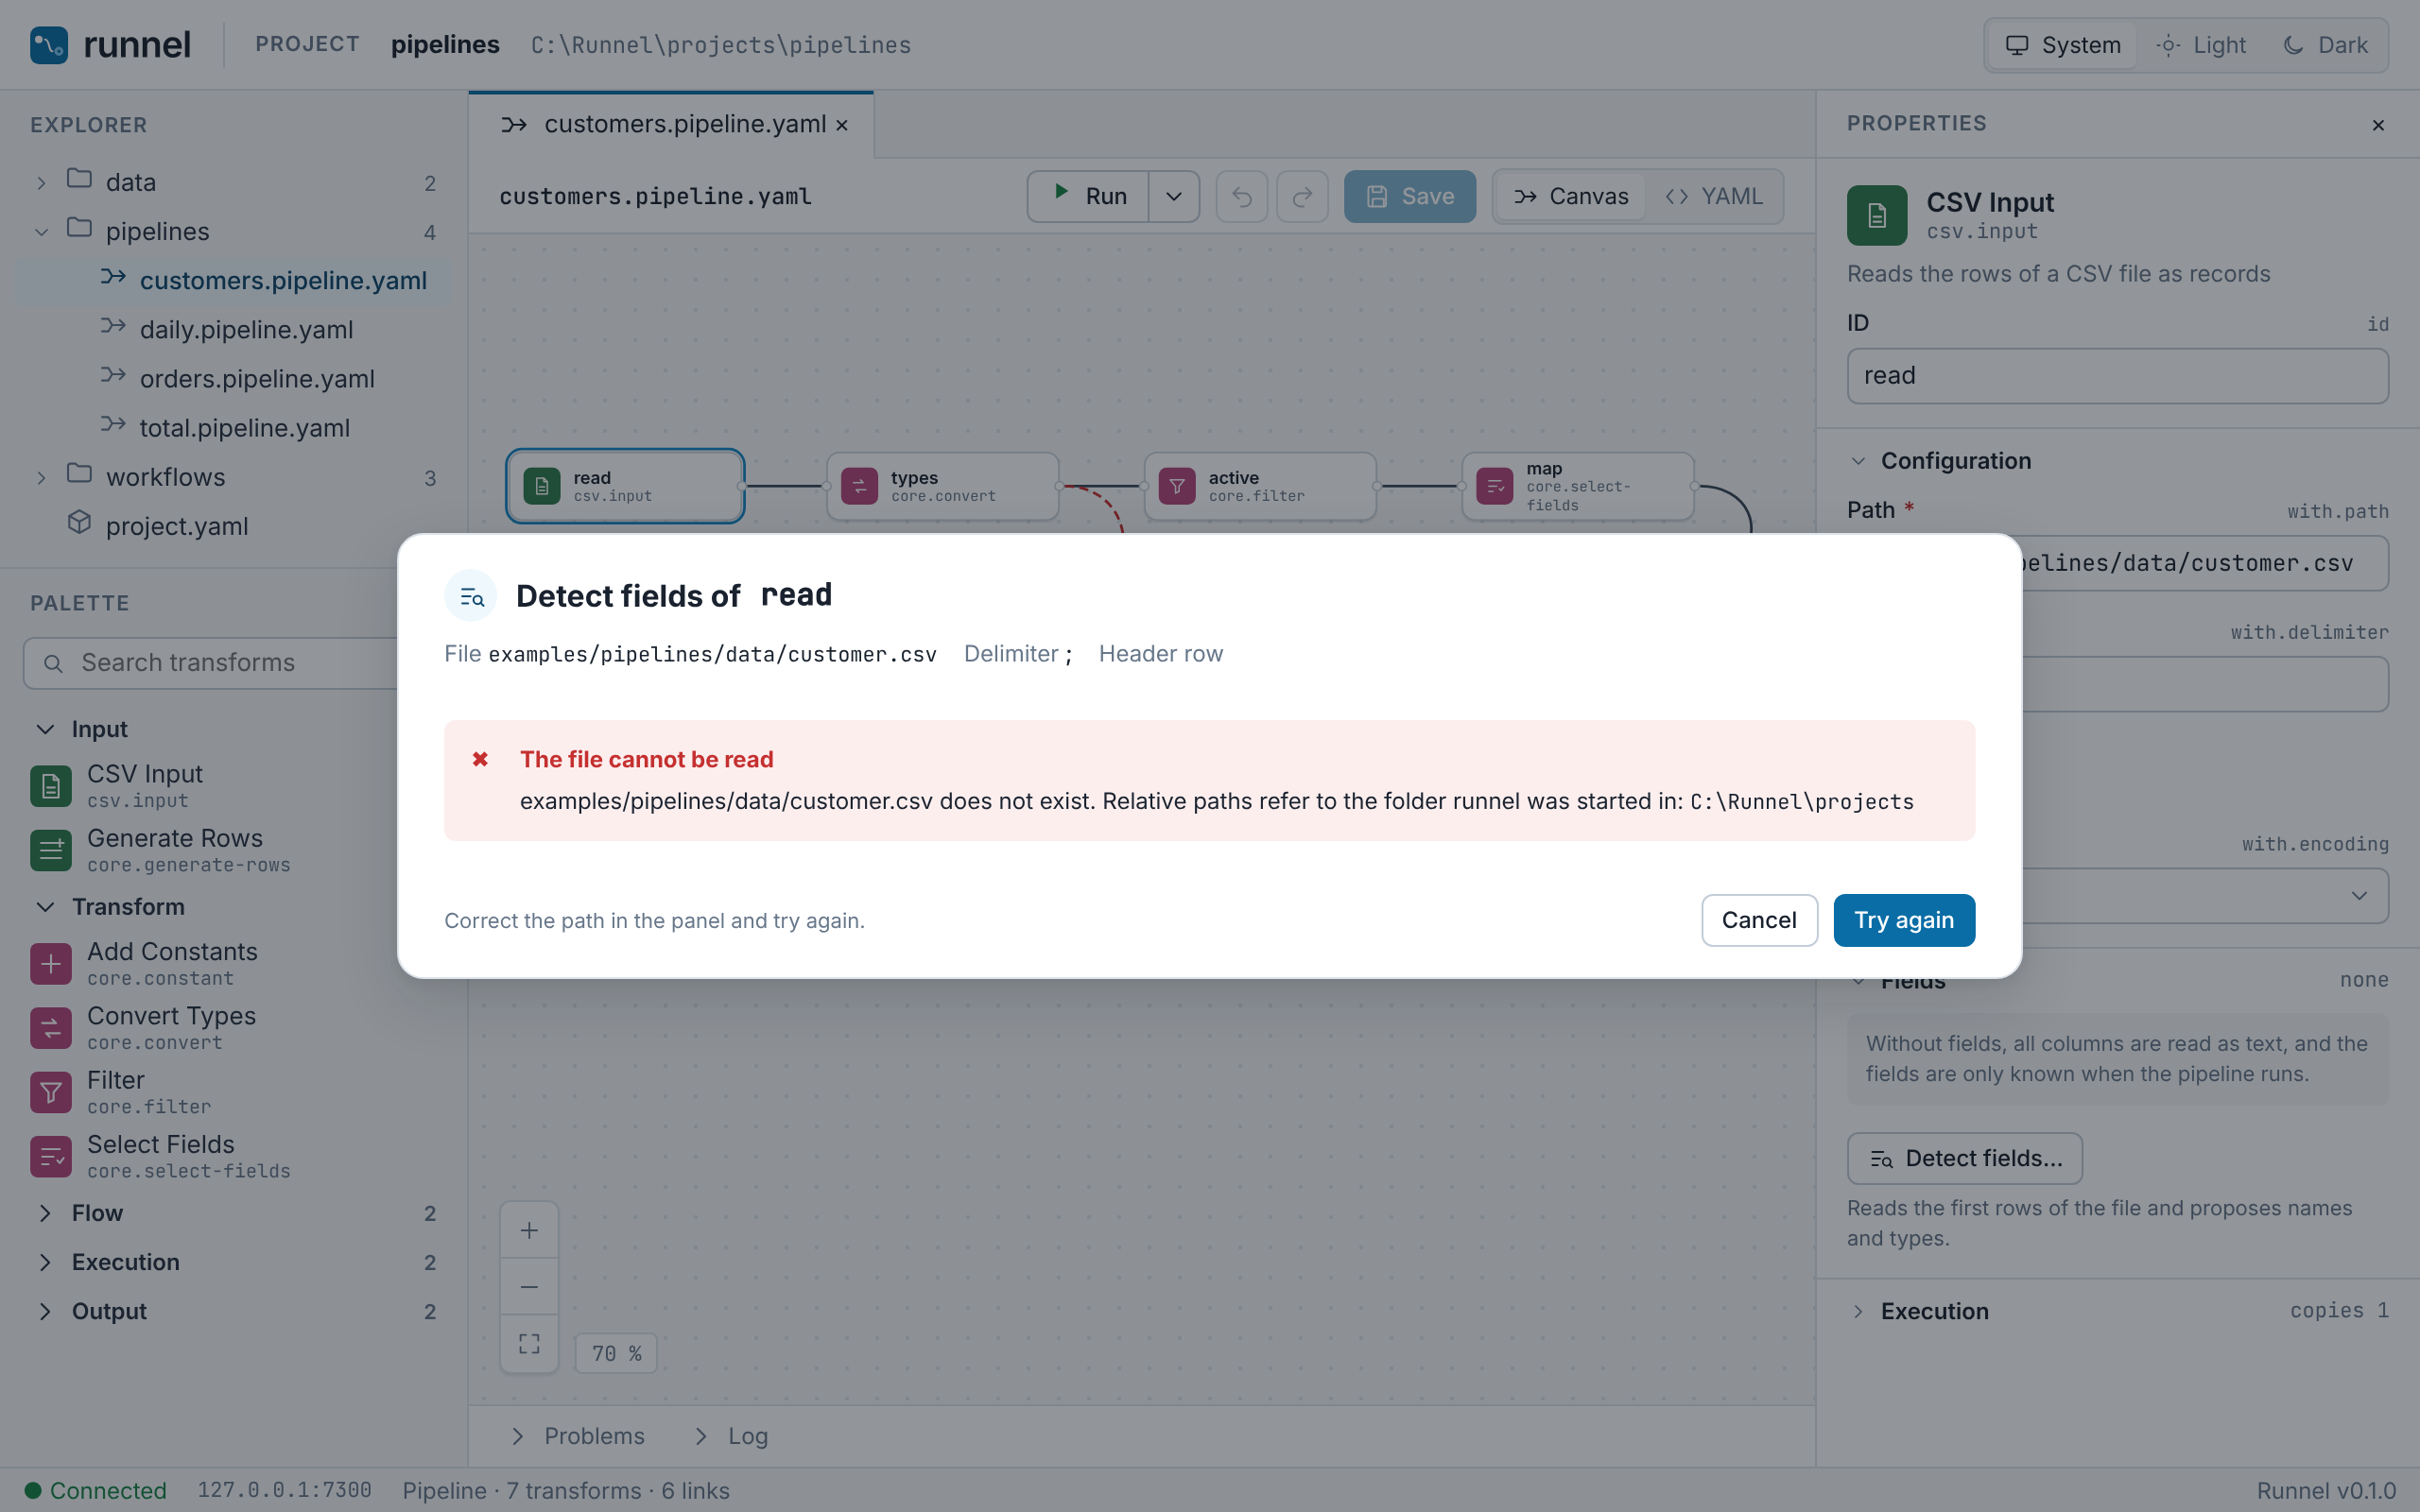 runnel
PROJECT pipelines C:\Runnel\projects\pipelines
System Light Dark
EXPLORER
data 2
pipelines 4
customers.pipeline.yaml
daily.pipeline.yaml
orders.pipeline.yaml
total.pipeline.yaml
workflows 3
project.yaml
PALETTE
Search transforms
Input
CSV Input
csv.input
Generate Rows
core.generate-rows
Transform
Add Constants
core.constant
Convert Types
core.convert
Filter
core.filter
Select Fields
core.select-fields
Flow 2
Execution 2
Output 2
customers.pipeline.yaml ×
customers.pipeline.yaml
Run Save Canvas YAML
read
csv.input
types
core.convert
active
core.filter
map
core.select-
fields
Detect fields of read
File examples/pipelines/data/customer.csv Delimiter ; Header row
The file cannot be read
examples/pipelines/data/customer.csv does not exist. Relative paths refer to the folder runnel was started in: C:\Runnel\projects
Correct the path in the panel and try again.
Cancel Try again
70 %
Problems Log
PROPERTIES ×
CSV Input
csv.input
Reads the rows of a CSV file as records
ID id
read
Configuration
Path * with.path
pelines/data/customer.csv
with.delimiter
with.encoding
Fields none
Without fields, all columns are read as text, and the
fields are only known when the pipeline runs.
Detect fields...
Reads the first rows of the file and proposes names
and types.
Execution copies 1
Connected 127.0.0.1:7300 Pipeline · 7 transforms · 6 links
Runnel v0.1.0